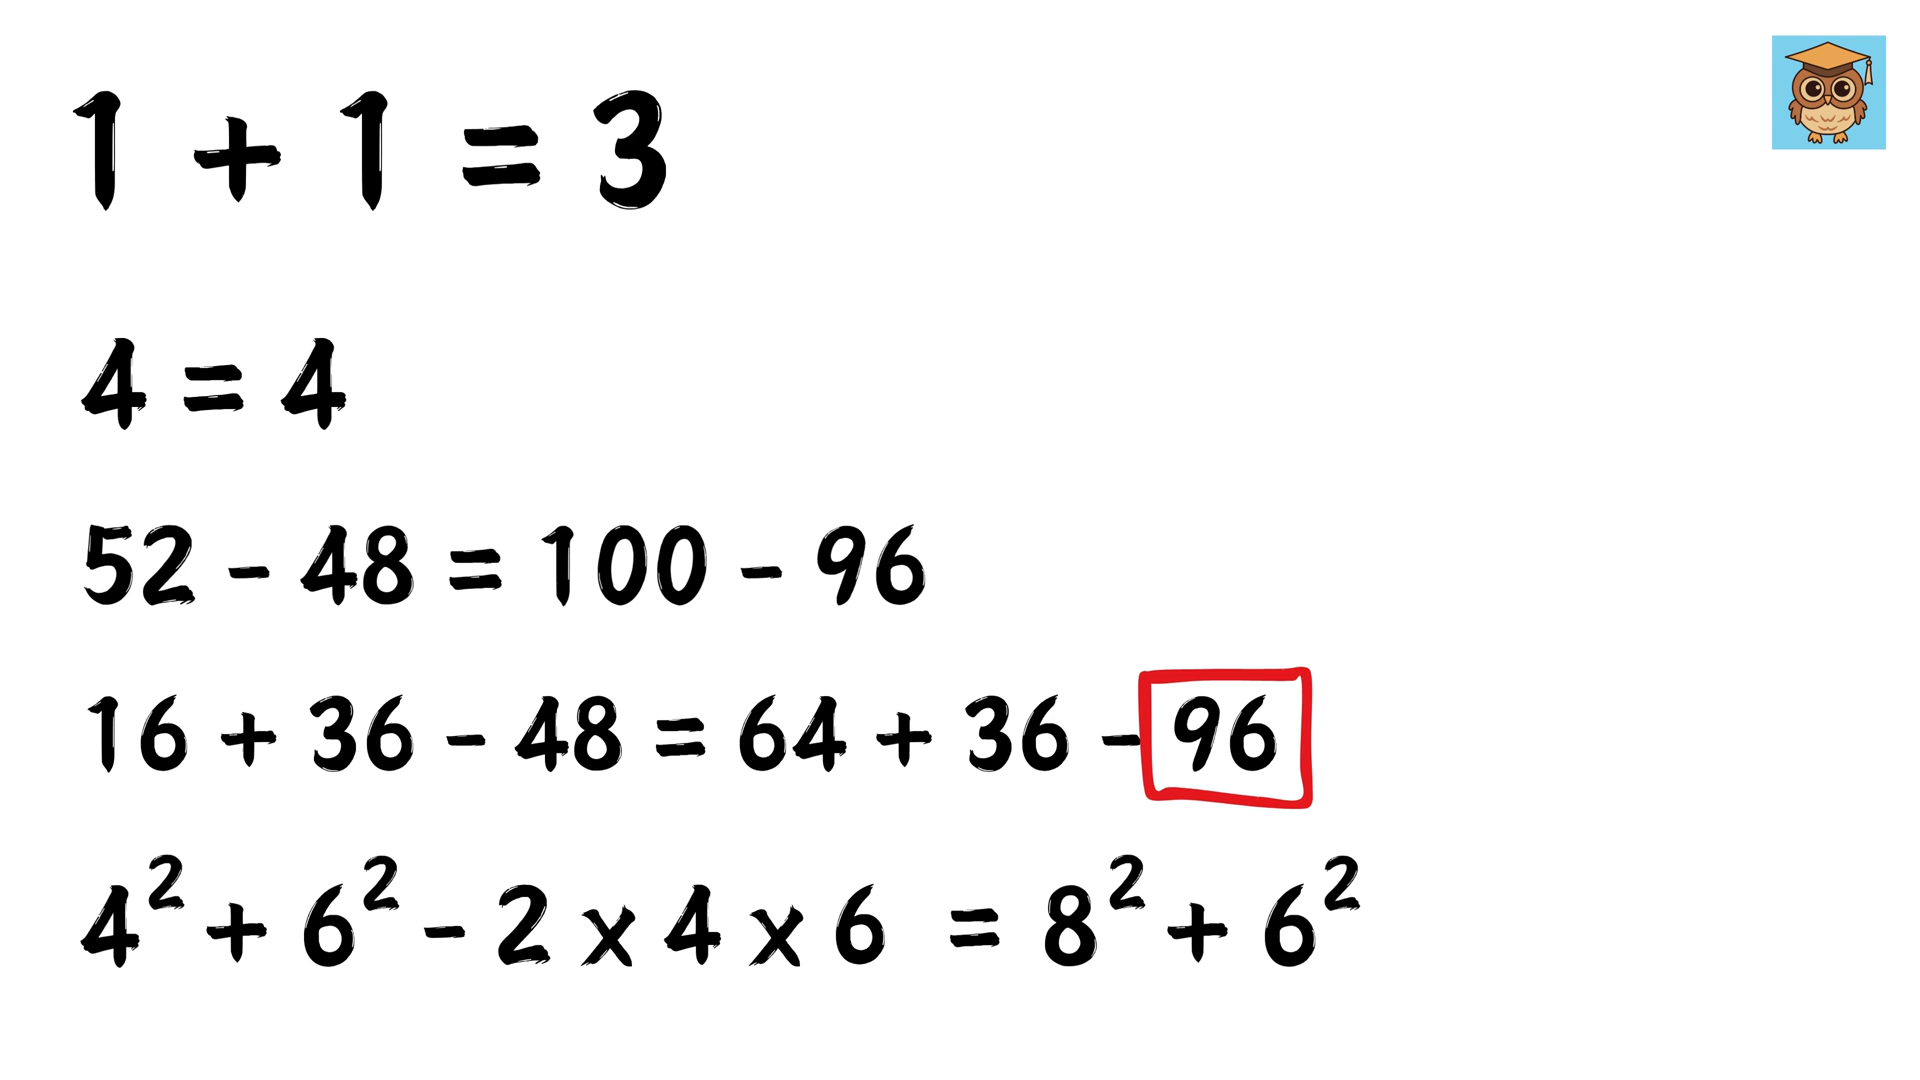 1 + 1 = 3
4 = 4
52 - 48 = 100 - 96
16 + 36 - 48 = 64 + 36 - 96
4² + 6² - 2 x 4 x 6 = 8² + 6²